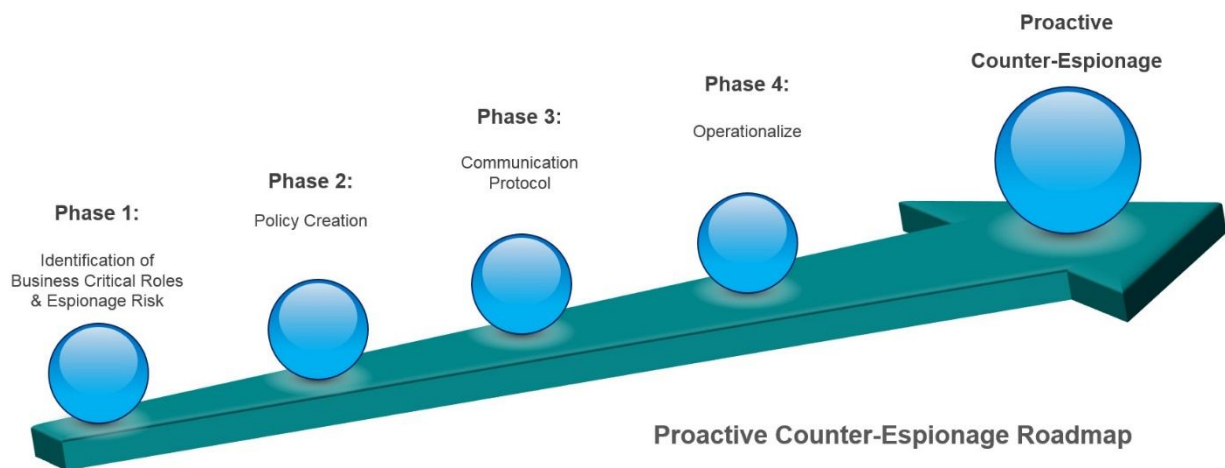 Phase 1:
Identification of
Business Critical Roles
& Espionage Risk
Phase 2:
Policy Creation
Phase 3:
Communication
Protocol
Phase 4:
Operationalize
Proactive
Counter-Espionage
Proactive Counter-Espionage Roadmap